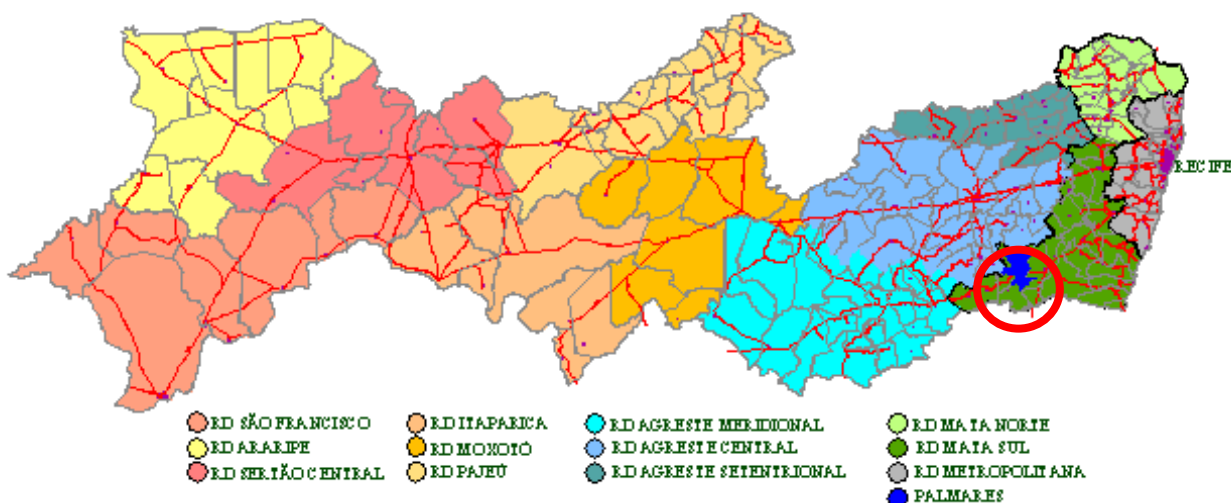 RECIFE
RD SÃO FRANCISCO
RD ARARIPE
RD SERTÃO CENTRAL
RD ITAPARICA
RD MOXOTÓ
RD PAJEÚ
RD AGRESTE MERIDIONAL
RD AGRESTE CENTRAL
RD AGRESTE SETENTRIONAL
RD MATA NORTE
RD MATA SUL
RD METROPOLITANA
PALMARES